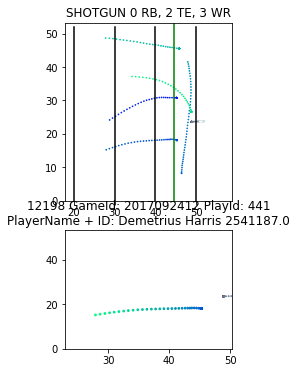 SHOTGUN 0 RB, 2 TE, 3 WR
50
40
30
20
10
0
20 30 40 50
12198 GameId: 2017092412 PlayId: 441
PlayerName + ID: Demetrius Harris 2541187.0
40
20
0
30 40 50